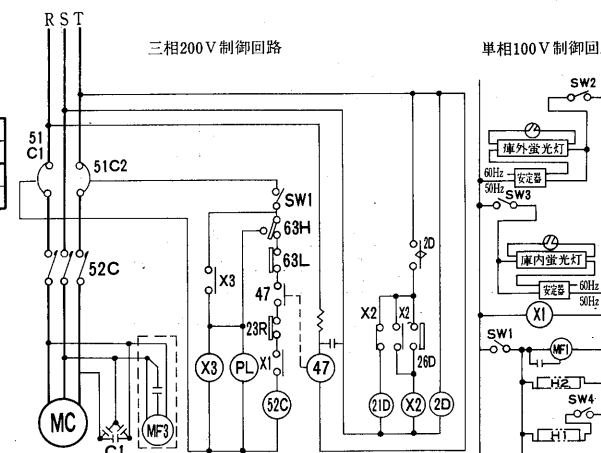 R S T
三相200V制御回路
単相100V制御回
SW2
51
C1
51C2
庫外蛍光灯
60Hz
安定器
50Hz
SW3
SW1
63H
63L
2D
52C
庫内蛍光灯
X3
安定器
60Hz
50Hz
47
X2
X2
X1
23R
SW1
X1
26D
MF1
X3
PL
47
H2
SW4
52C
21D
X2
2D
MC
MF3
H1
C1